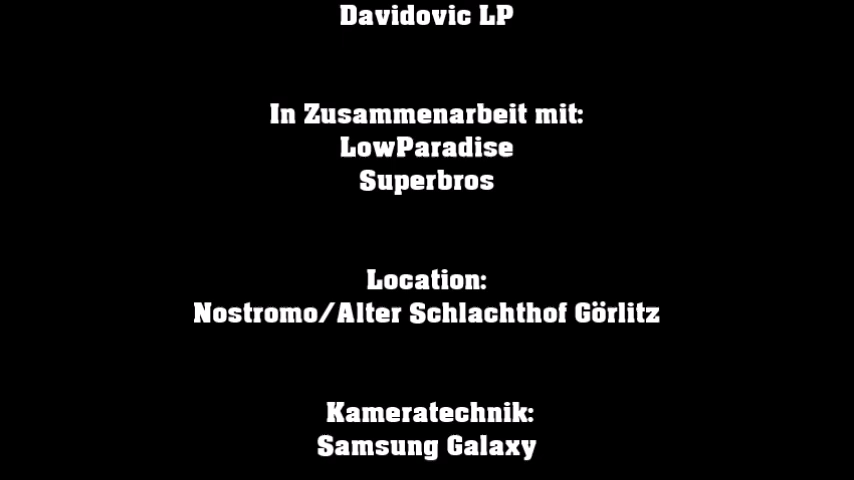 Davidovic LP
In Zusammenarbeit mit:
LowParadise
Superbros
Location:
Nostromo/Alter Schlachthof Görlitz
Kameratechnik:
Samsung Galaxy